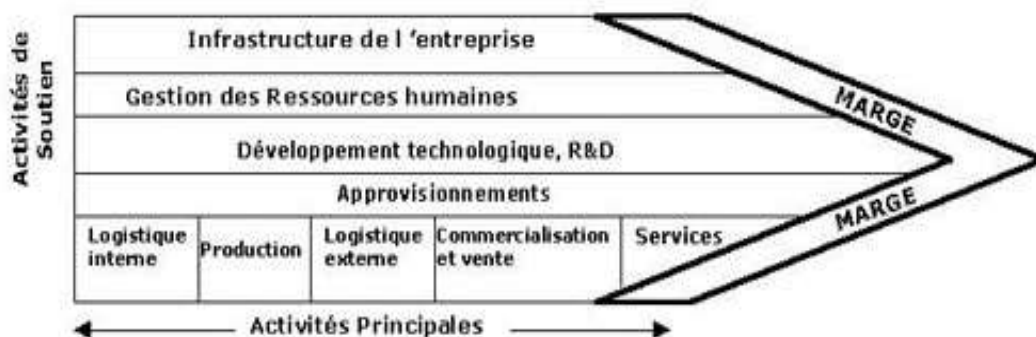 Activités de
Soutien
Infrastructure de l 'entreprise
Gestion des Ressources humaines
Développement technologique, R&D
Approvisionnements
MARGE
MARGE
Logistique
interne
Production
Logistique
externe
Commercialisation
et vente
Services
Activités Principales